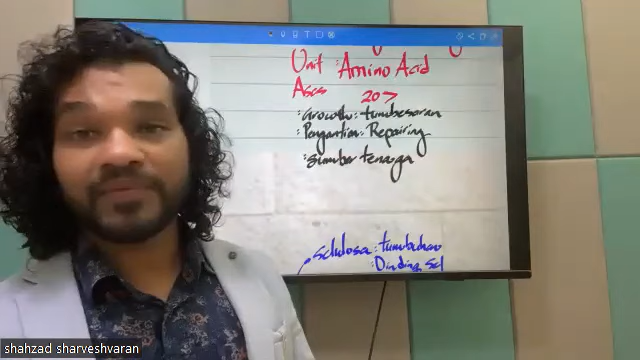 Unit : Amino Acid
Asas 20>
: Growth : tumbesaran
: Pengantian : Repairing
: Sumber tenaga
selulosa : tumbuhan
: Dinding sel
shahzad sharveshvaran